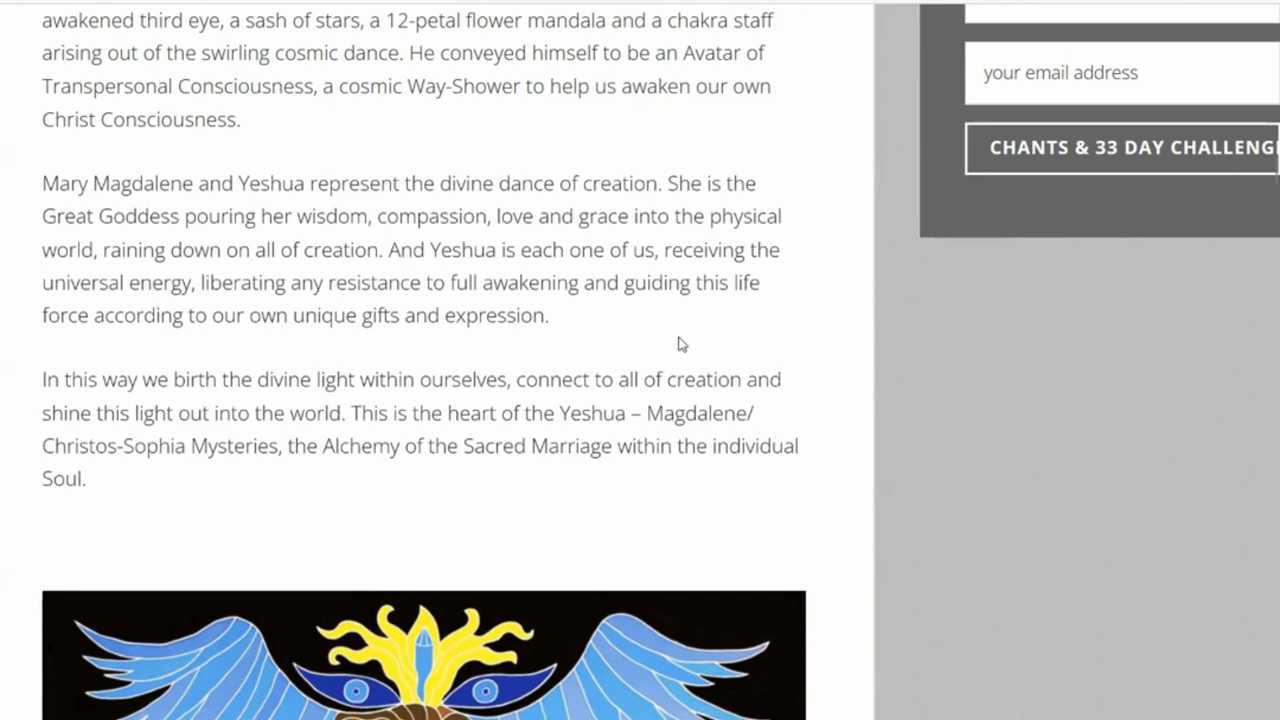 awakened third eye, a sash of stars, a 12-petal flower mandala and a chakra staff
arising out of the swirling cosmic dance. He conveyed himself to be an Avatar of
Transpersonal Consciousness, a cosmic Way-Shower to help us awaken our own
Christ Consciousness.
Mary Magdalene and Yeshua represent the divine dance of creation. She is the
Great Goddess pouring her wisdom, compassion, love and grace into the physical
world, raining down on all of creation. And Yeshua is each one of us, receiving the
universal energy, liberating any resistance to full awakening and guiding this life
force according to our own unique gifts and expression.
In this way we birth the divine light within ourselves, connect to all of creation and
shine this light out into the world. This is the heart of the Yeshua – Magdalene/
Christos-Sophia Mysteries, the Alchemy of the Sacred Marriage within the individual
Soul.
your email address
CHANTS & 33 DAY CHALLENGE